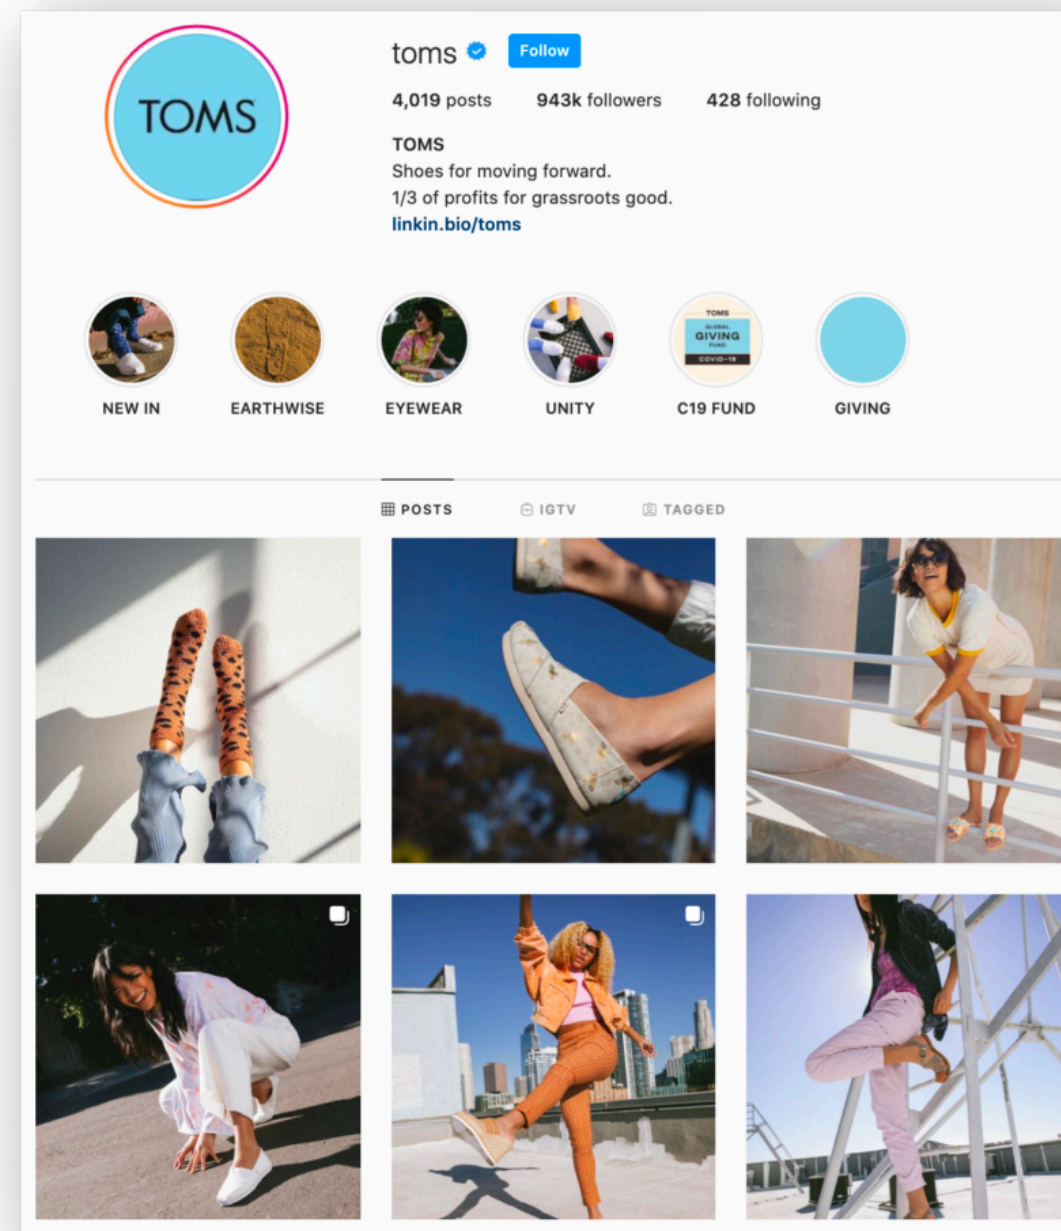 TOMS
toms Follow
4,019 posts 943k followers 428 following
TOMS
Shoes for moving forward.
1/3 of profits for grassroots good.
linkin.bio/toms
TOMS
GLOBAL
GIVING
FUND
COVID-19
NEW IN EARTHWISE EYEWEAR UNITY C19 FUND GIVING
POSTS IGTV TAGGED